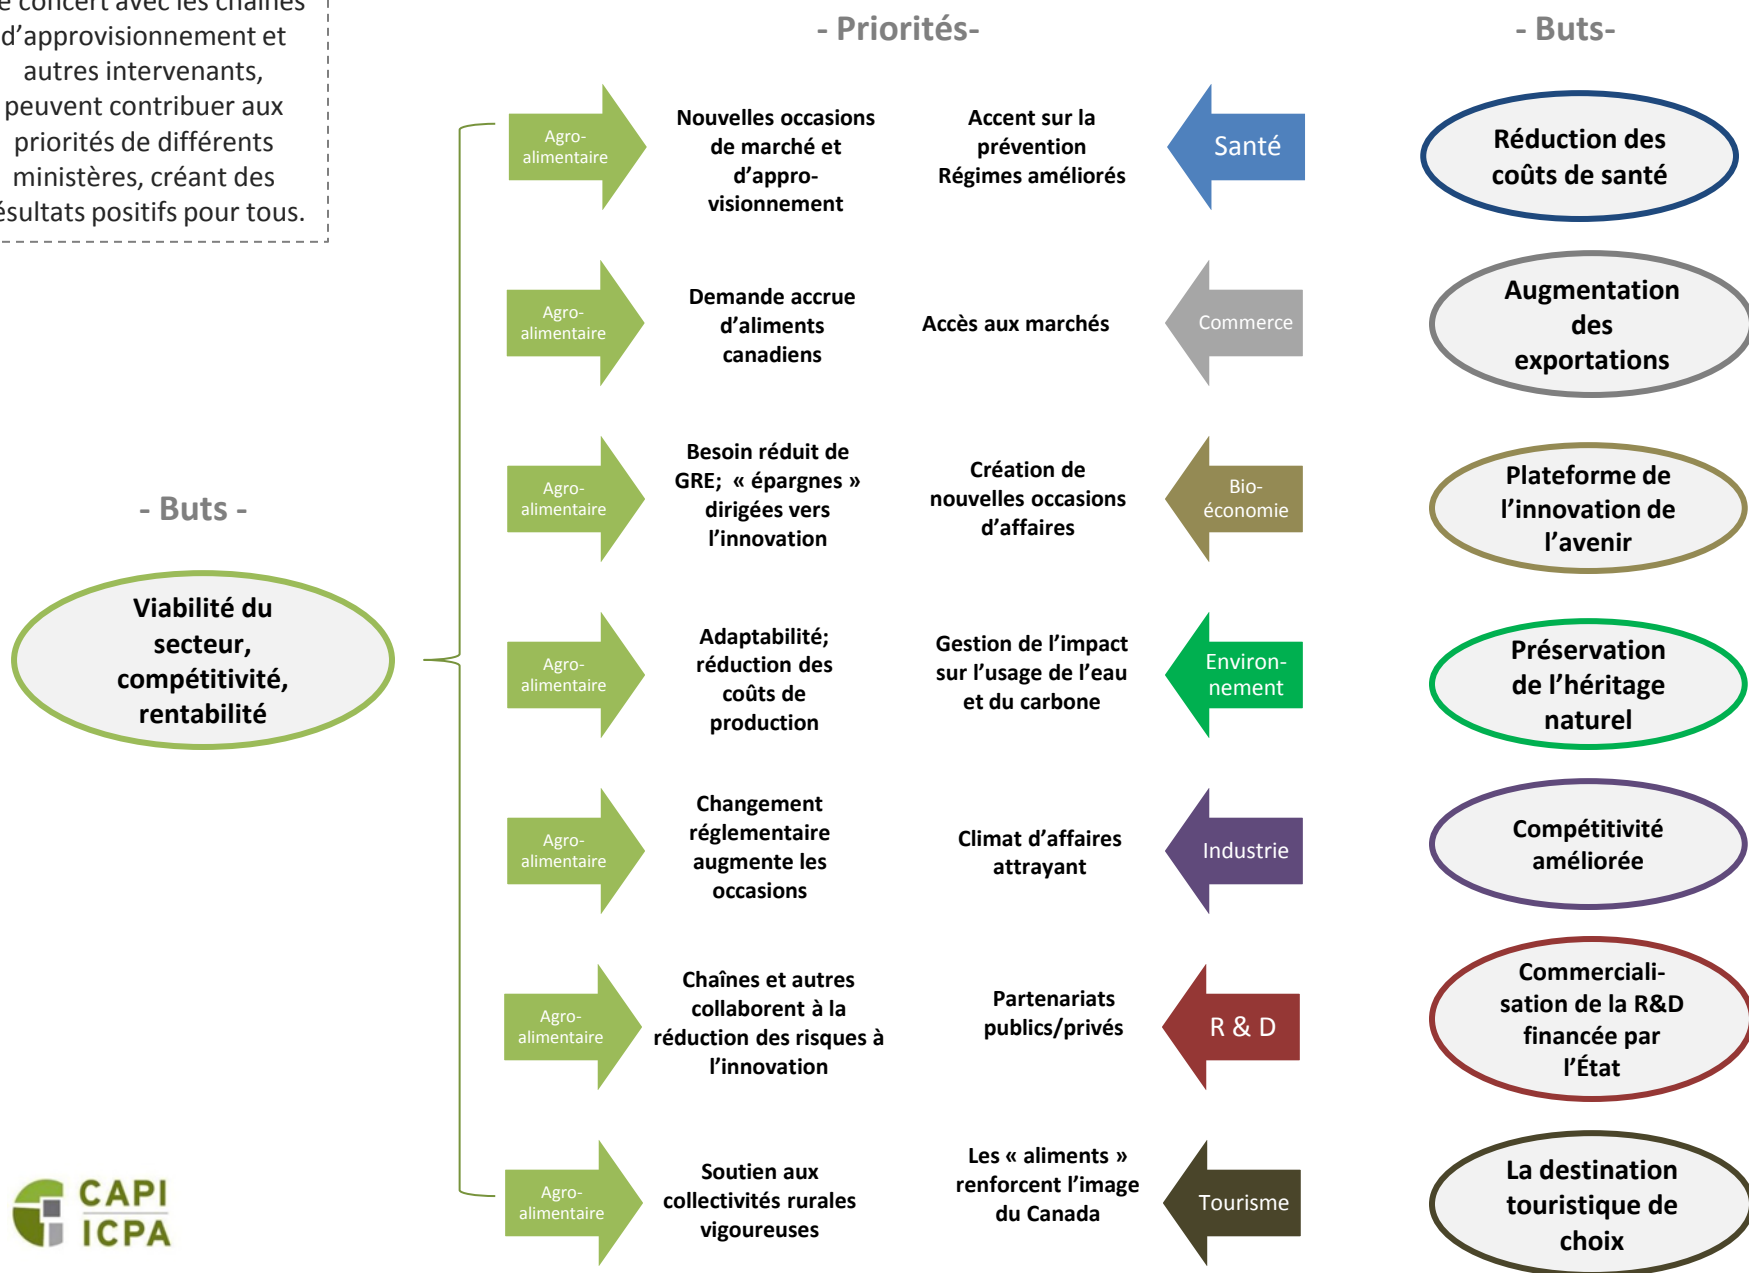 de concert avec les chaînes
d’approvisionnement et
autres intervenants,
peuvent contribuer aux
priorités de différents
ministères, créant des
résultats positifs pour tous.
- Priorités-
- Buts-
Agro-
alimentaire
Nouvelles occasions
de marché et
d’appro-
visionnement
Accent sur la
prévention
Régimes améliorés
Santé
Réduction des
coûts de santé
Agro-
alimentaire
Demande accrue
d’aliments
canadiens
Accès aux marchés
Commerce
Augmentation
des
exportations
Agro-
alimentaire
Besoin réduit de
GRE; « épargnes »
dirigées vers
l’innovation
Création de
nouvelles occasions
d’affaires
Bio-
économie
Plateforme de
l’innovation de
l’avenir
- Buts -
Viabilité du
secteur,
compétitivité,
rentabilité
Agro-
alimentaire
Adaptabilité;
réduction des
coûts de
production
Gestion de l’impact
sur l’usage de l’eau
et du carbone
Environ-
nement
Préservation
de l’héritage
naturel
Agro-
alimentaire
Changement
réglementaire
augmente les
occasions
Climat d’affaires
attrayant
Industrie
Compétitivité
améliorée
Agro-
alimentaire
Chaînes et autres
collaborent à la
réduction des risques à
l’innovation
Partenariats
publics/privés
R & D
Commerciali-
sation de la R&D
financée par
l’État
Agro-
alimentaire
Soutien aux
collectivités rurales
vigoureuses
Les « aliments »
renforcent l’image
du Canada
Tourisme
La destination
touristique de
choix
CAPI
ICPA